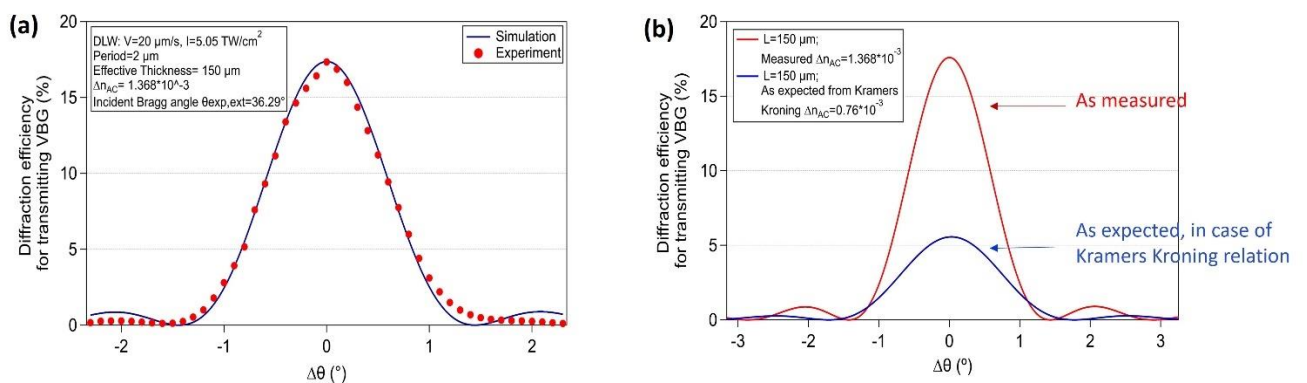 (a)
20
15
10
5
0
Diffraction efficiency
for transmitting VBG (%)
DLW: V=20 μm/s, I=5.05 TW/cm²
Period=2 μm
Effective Thickness= 150 μm
Δn_AC= 1.368*10^-3
Incident Bragg angle θexp,ext=36.29°
Simulation
Experiment
-2 -1 0 1 2
Δθ (°)
(b)
20
15
10
5
0
Diffraction efficiency
for transmitting VBG (%)
L=150 μm;
Measured Δn_AC=1.368*10⁻³
L=150 μm;
As expected from Kramers
Kroning Δn_AC=0.76*10⁻³
As measured
As expected, in case of
Kramers Kroning relation
-3 -2 -1 0 1 2 3
Δθ (º)